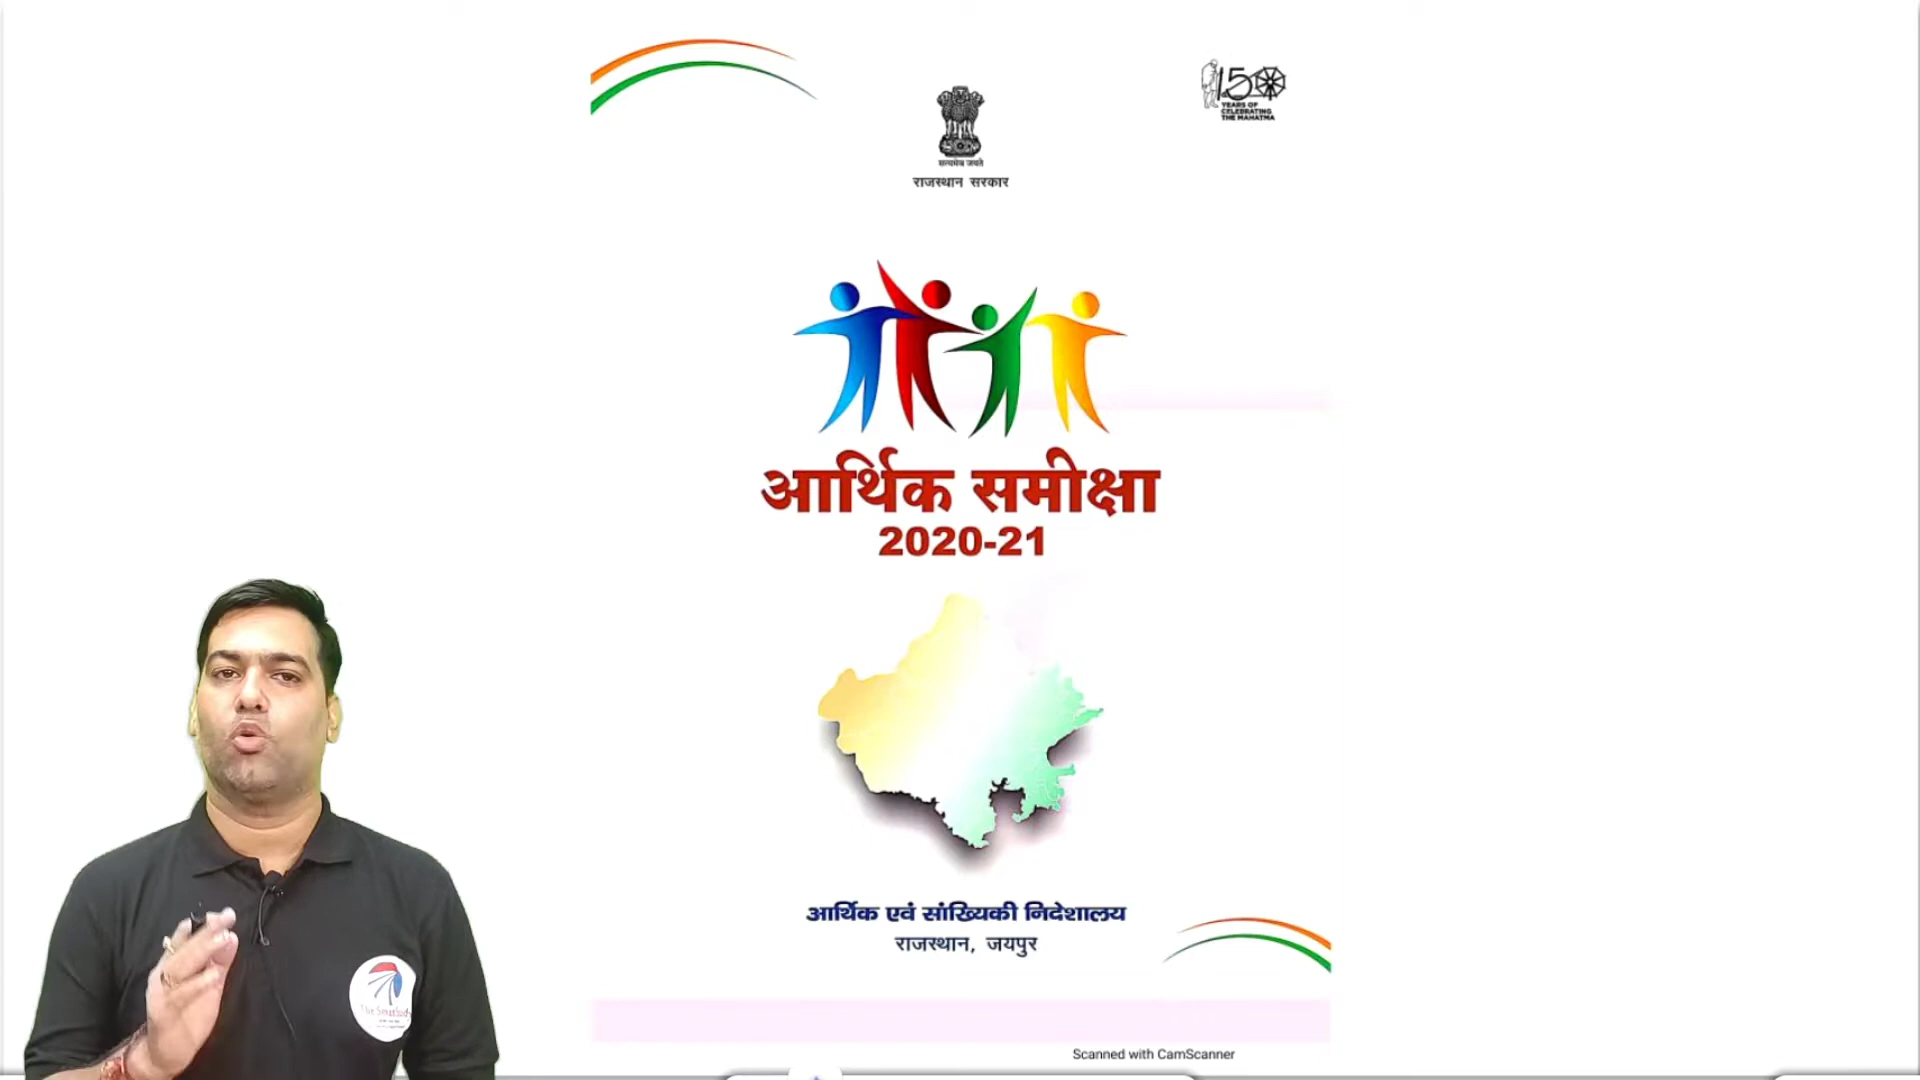 150
YEARS OF
CELEBRATING
THE MAHATMA
सत्यमेव जयते
राजस्थान सरकार
आर्थिक समीक्षा
2020-21
आर्थिक एवं सांख्यिकी निदेशालय
राजस्थान, जयपुर
Scanned with CamScanner